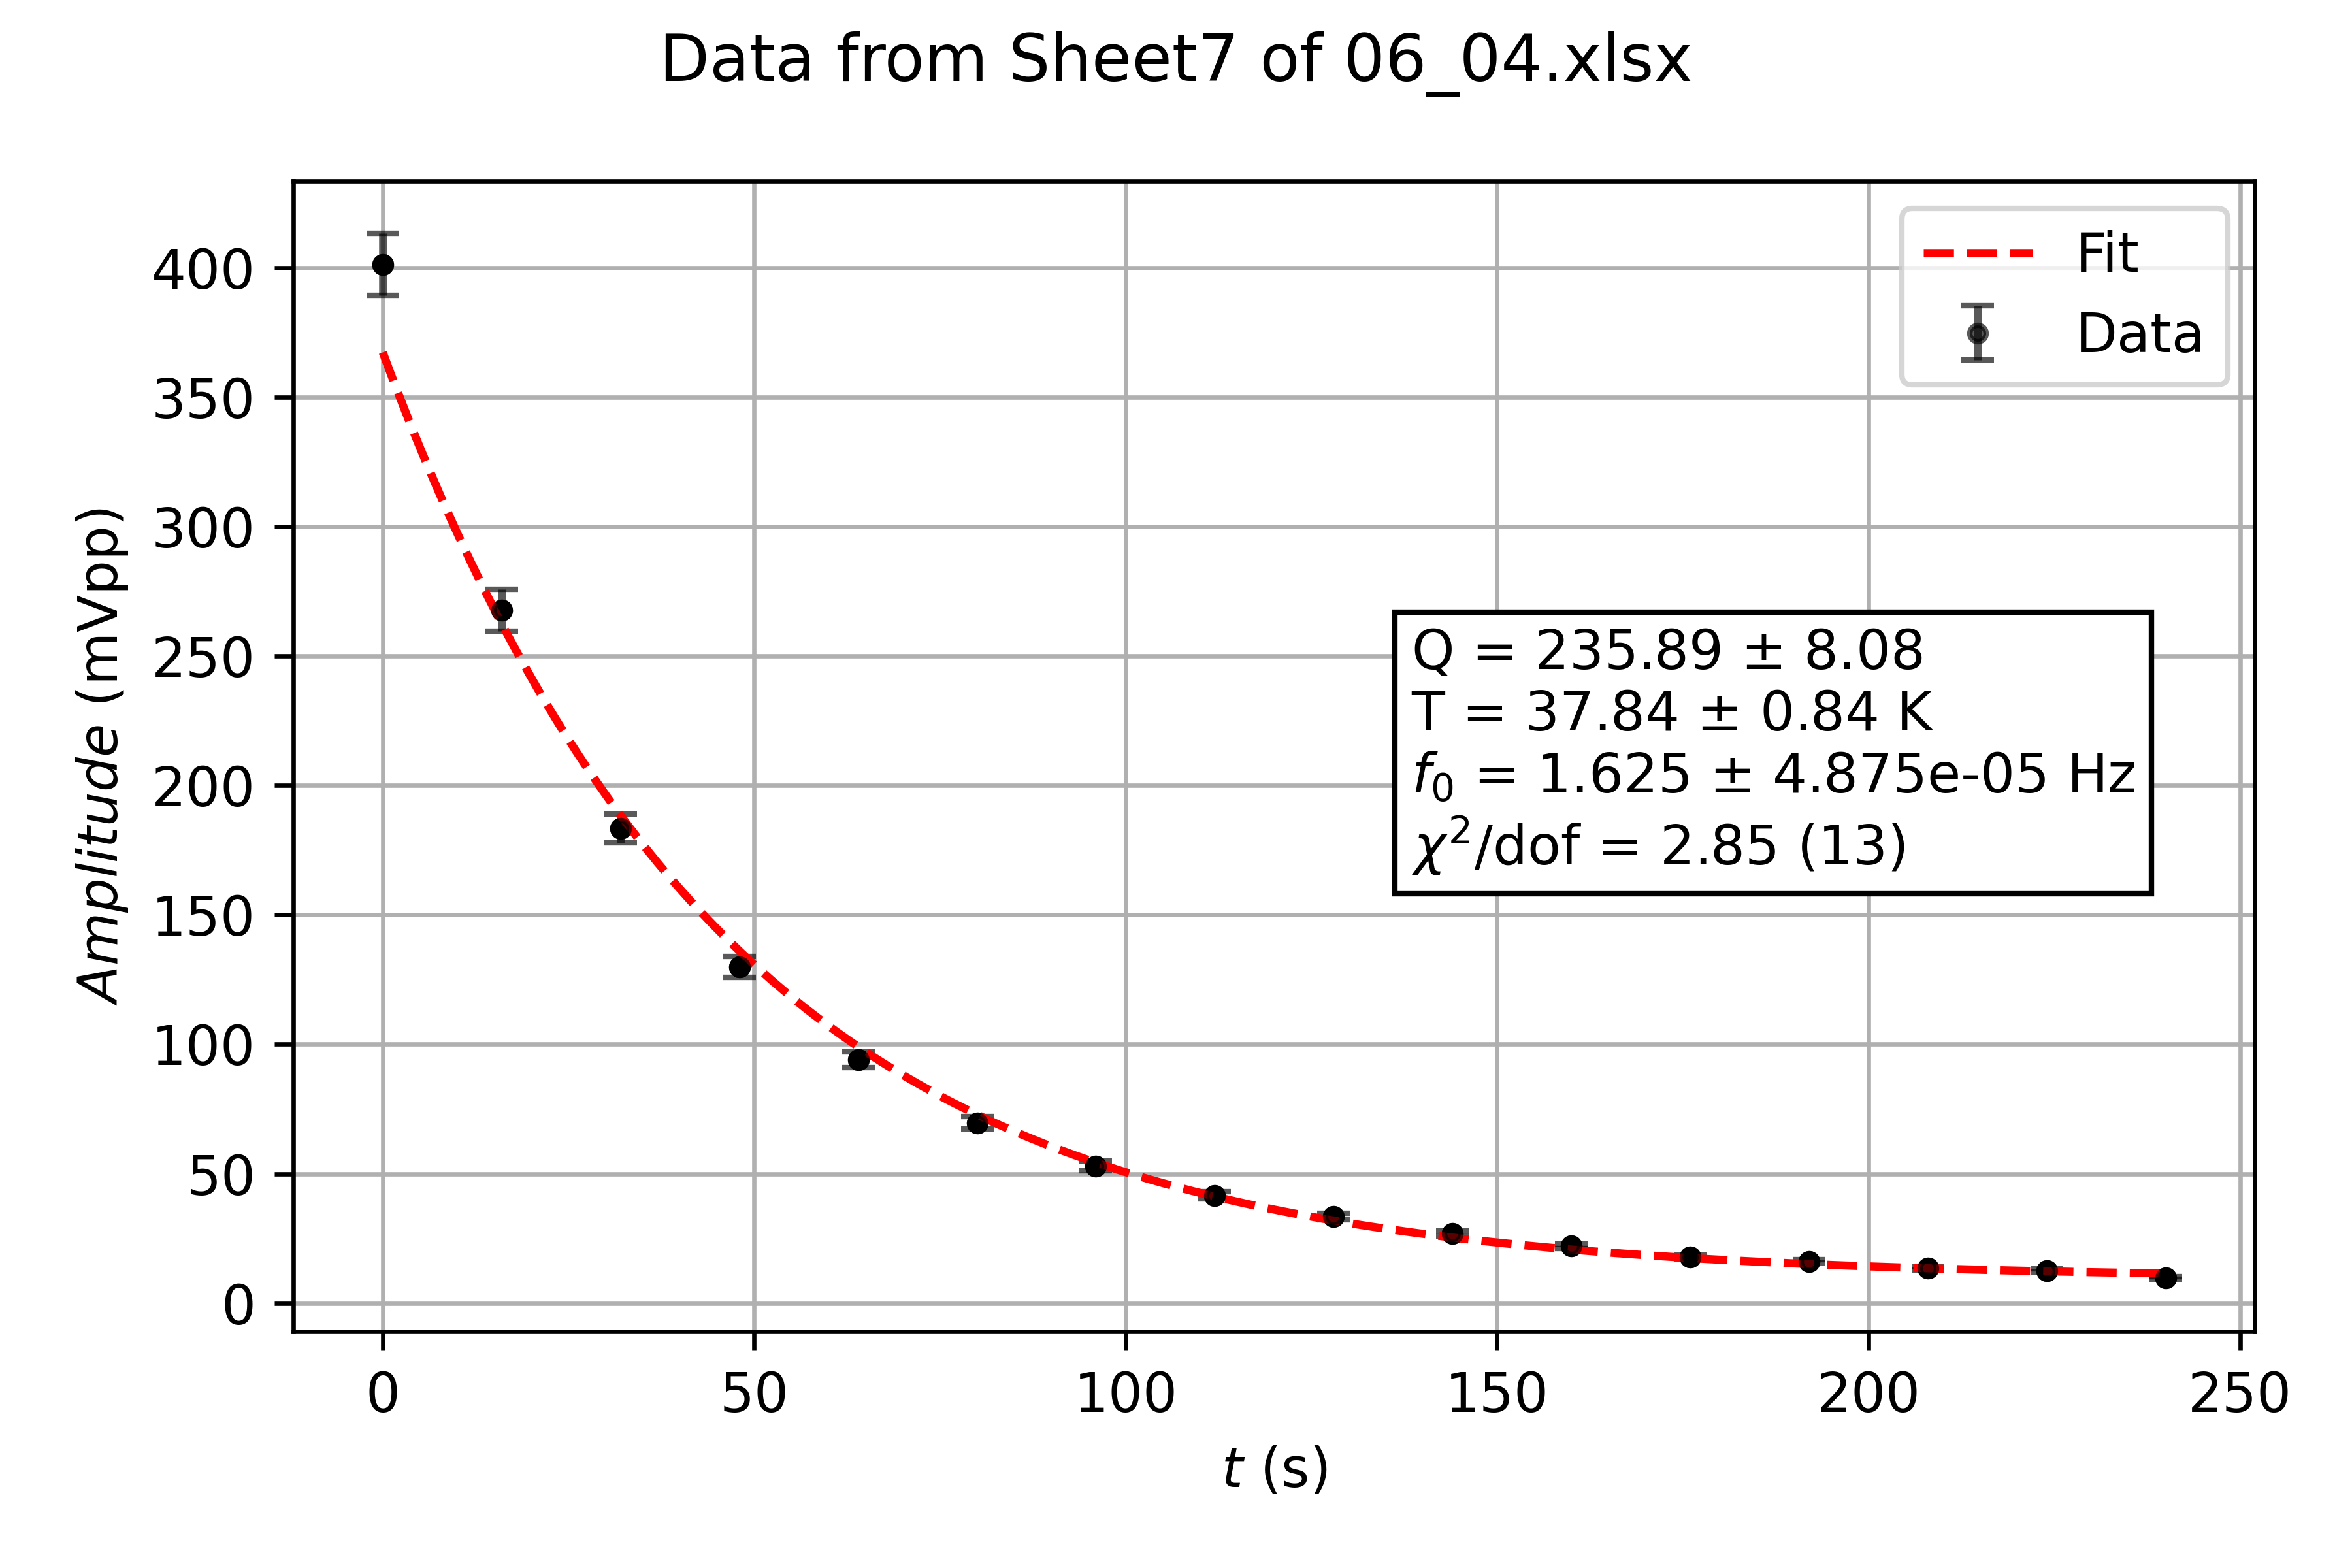 Data from Sheet7 of 06_04.xlsx
Amplitude (mVpp)
400
350
300
250
200
150
100
50
0
Fit
Data
Q = 235.89 ± 8.08
T = 37.84 ± 0.84 K
f₀ = 1.625 ± 4.875e-05 Hz
χ²/dof = 2.85 (13)
0 50 100 150 200 250
t (s)